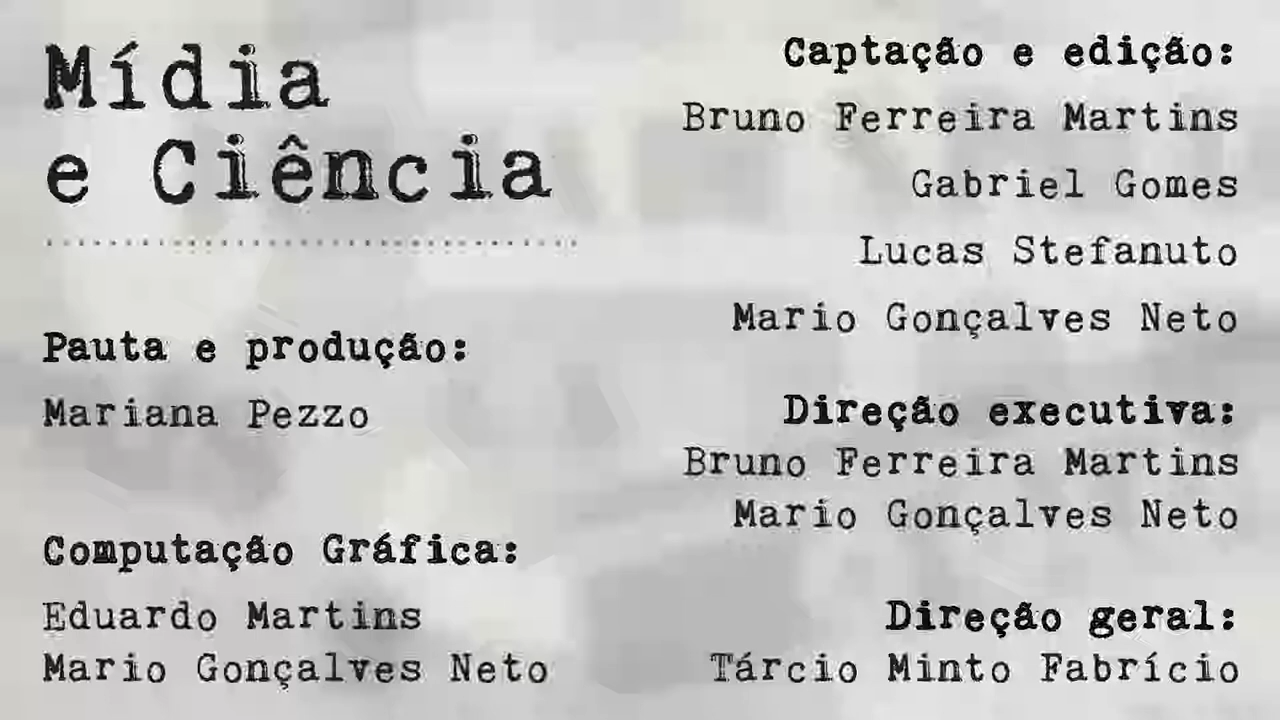 Mídia
e Ciência
Pauta e produção:
Mariana Pezzo
Computação Gráfica:
Eduardo Martins
Mario Gonçalves Neto
Captação e edição:
Bruno Ferreira Martins
Gabriel Gomes
Lucas Stefanuto
Mario Gonçalves Neto
Direção executiva:
Bruno Ferreira Martins
Mario Gonçalves Neto
Direção geral:
Tárcio Minto Fabrício